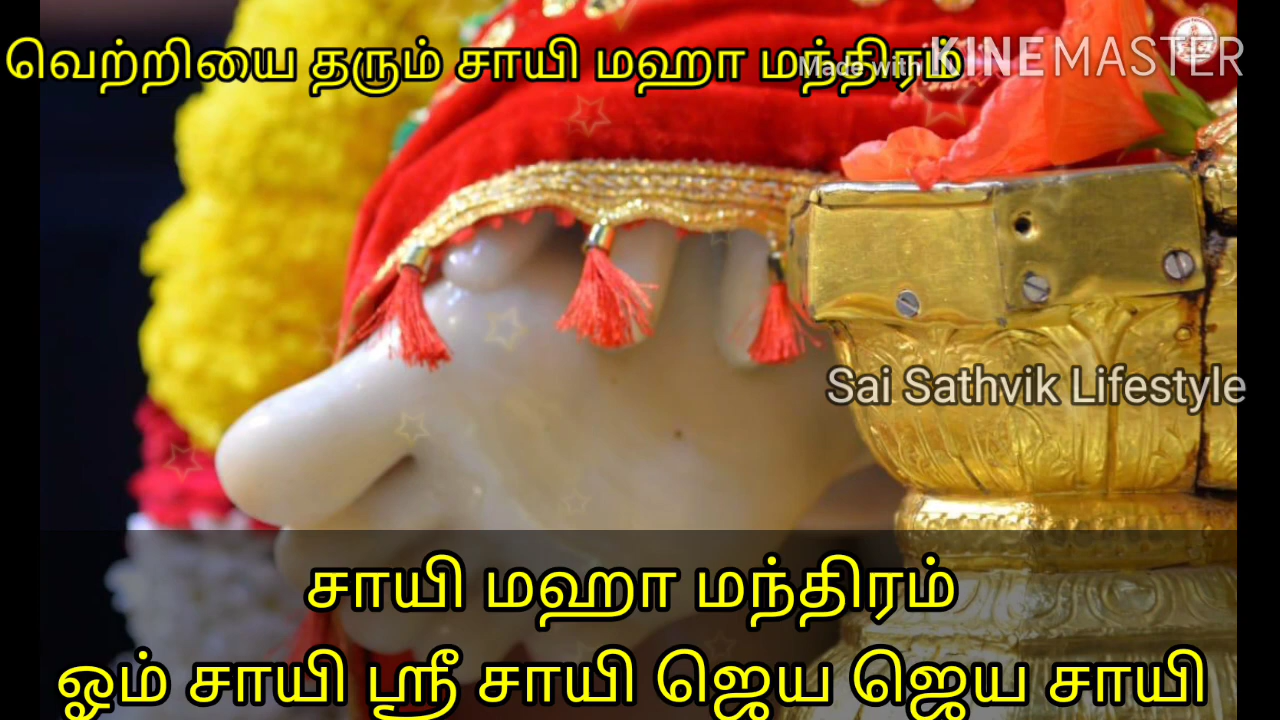 வெற்றியை தரும் சாயி மஹா மந்திரம்
Made with KINEMASTER
Sai Sathvik Lifestyle
சாயி மஹா மந்திரம்
ஓம் சாயி ஸ்ரீ சாயி ஜெய ஜெய சாயி